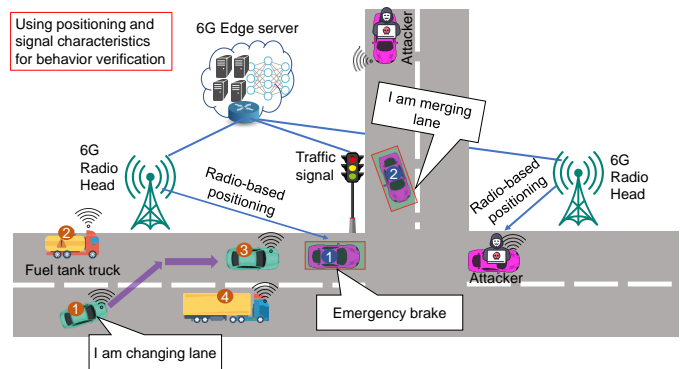 Using positioning and
signal characteristics
for behavior verification
6G Edge server
Attacker
I am merging
lane
6G
Radio
Head
Traffic
signal
2
6G
Radio
Head
Radio-based
positioning
Radio-based
positioning
2
3
1
Fuel tank truck
Attacker
1
4
Emergency brake
I am changing lane